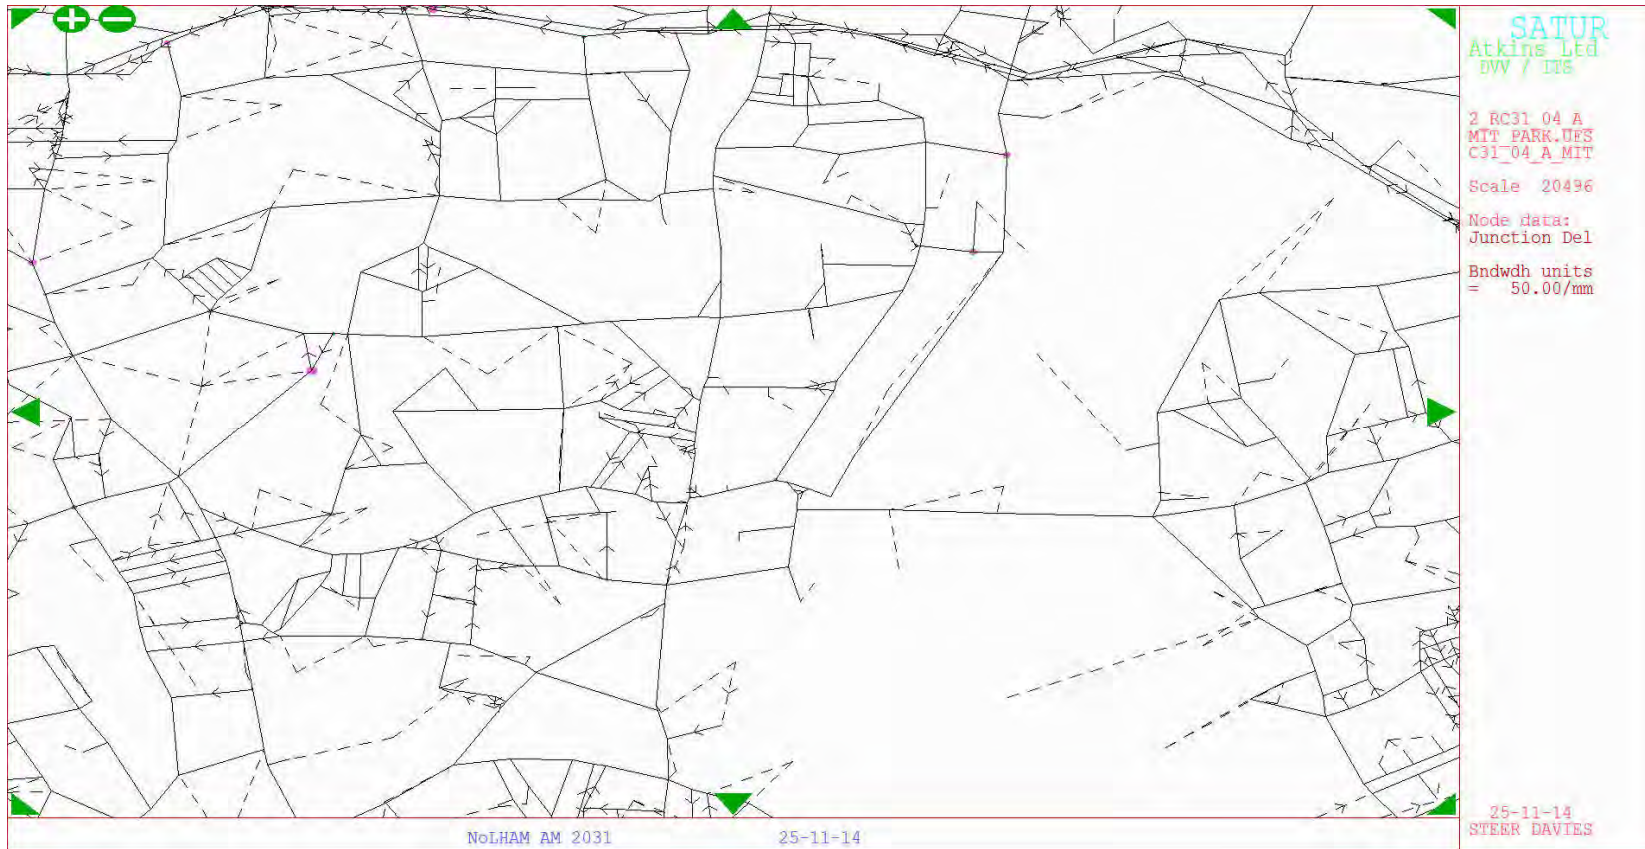 SATUR
Atkins Ltd
DVV / ITS
2 RC31 04 A
MIT PARK.UFS
C31_04_A_MIT
Scale 20496
Node data:
Junction Del
Bndwdh units
= 50.00/mm
25-11-14
STEER DAVIES
NoLHAM AM 2031 25-11-14